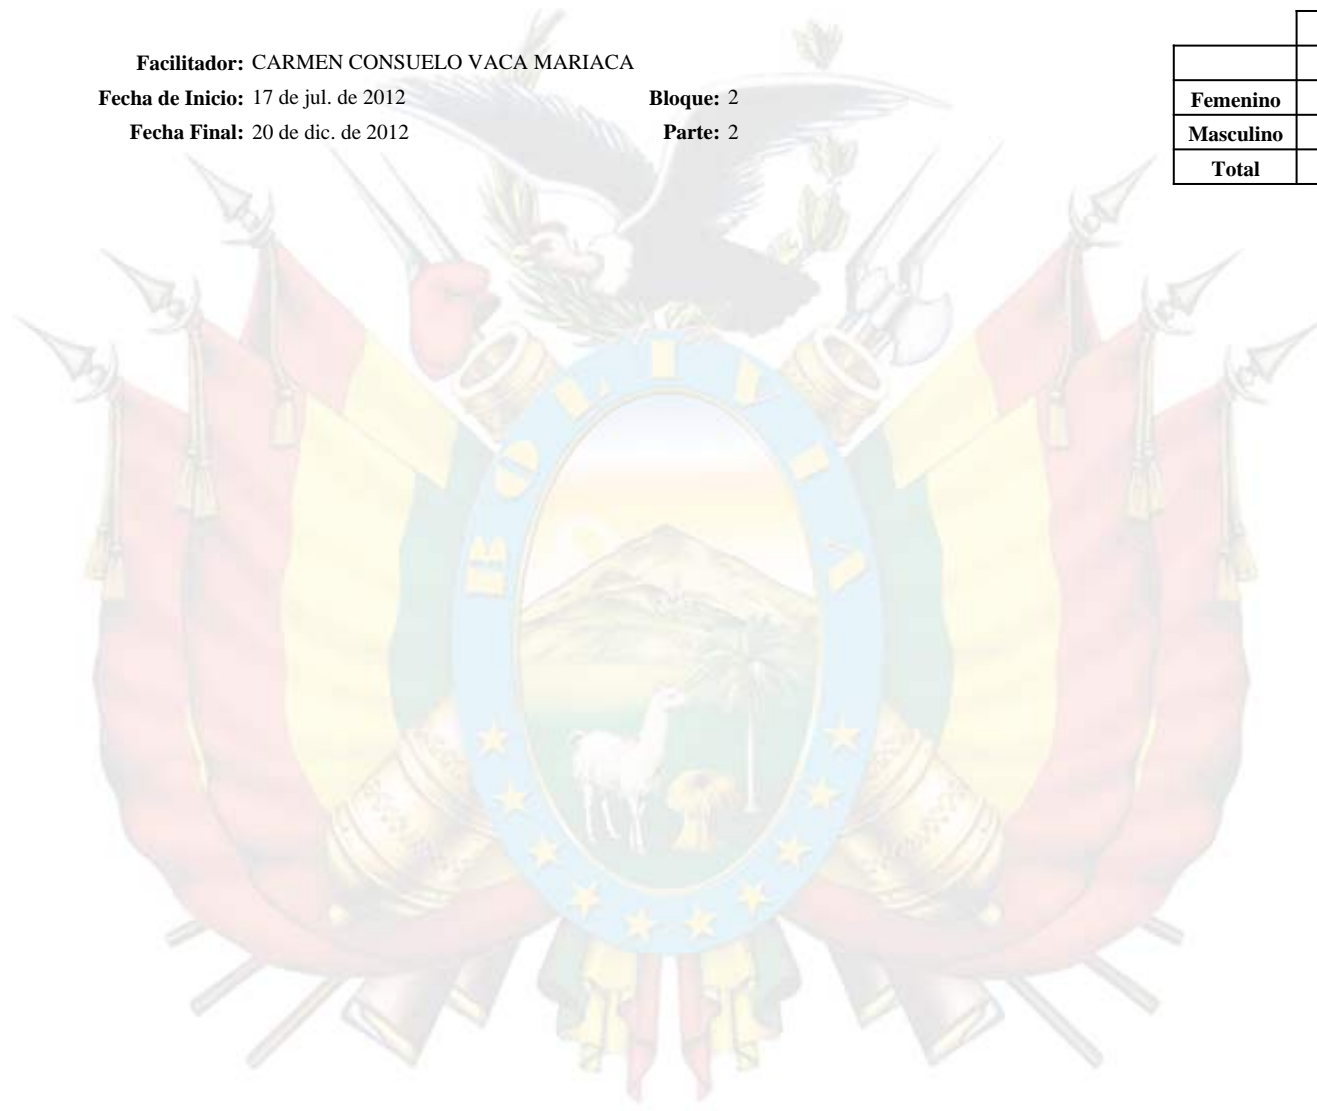 Facilitador: CARMEN CONSUELO VACA MARIACA
Fecha de Inicio: 17 de jul. de 2012 Bloque: 2
Fecha Final: 20 de dic. de 2012 Parte: 2
Femenino
Masculino
Total
BOLIVIA